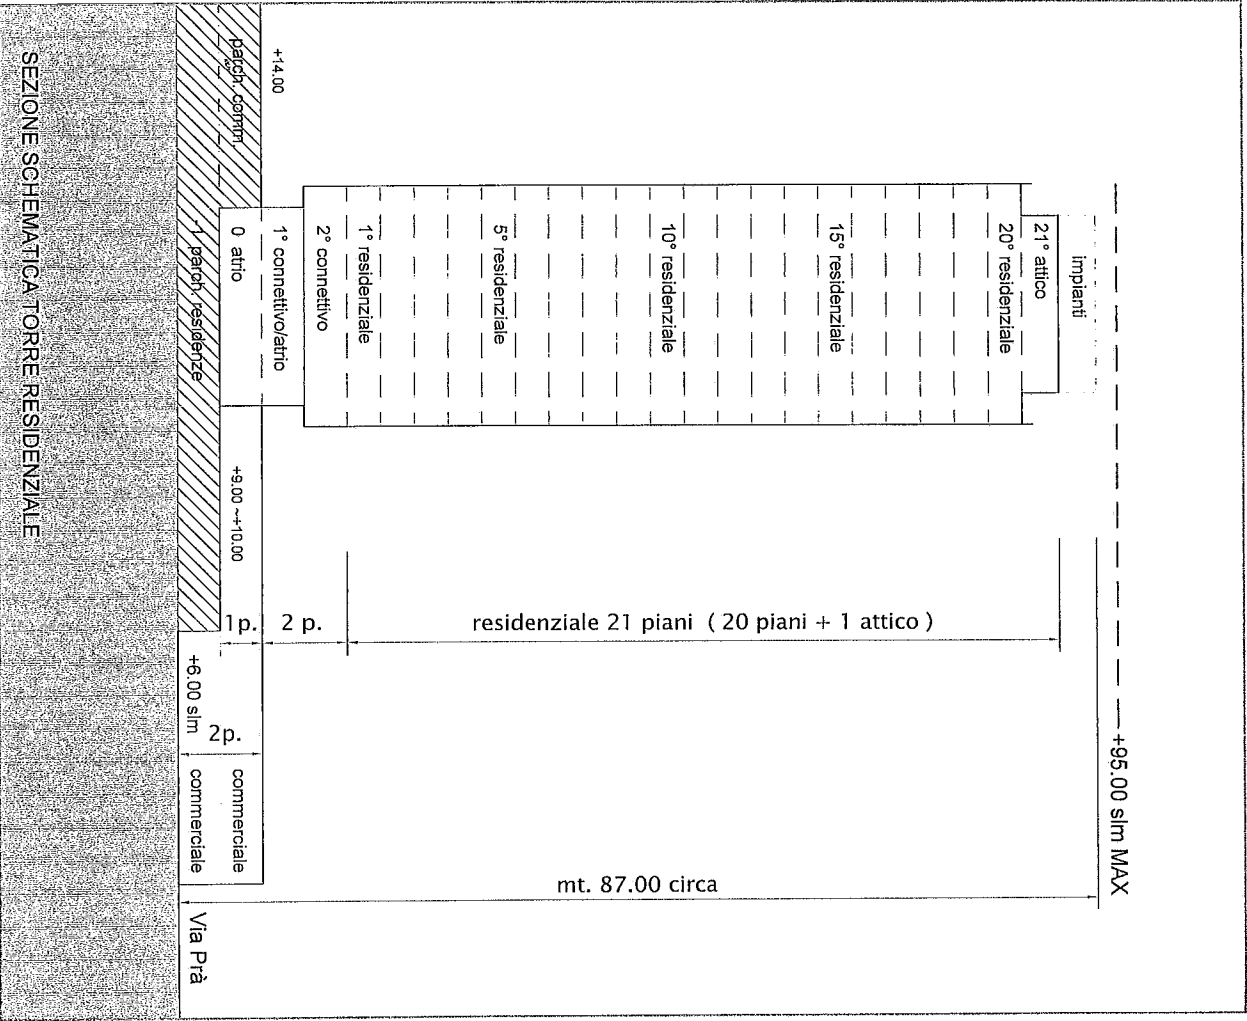 +95.00 slm MAX
impianti
21° attico
20° residenziale
15° residenziale
10° residenziale
5° residenziale
1° residenziale
2° connettivo
1° connettivo/atrio
0 atrio
-1 parch. residenze
+14.00
parch. comm.
+9.00 ~+10.00
residenziale 21 piani ( 20 piani + 1 attico )
2 p.
1p.
+6.00 slm
2p.
commerciale
commerciale
mt. 87.00 circa
Via Prà
SEZIONE SCHEMATICA TORRE RESIDENZIALE